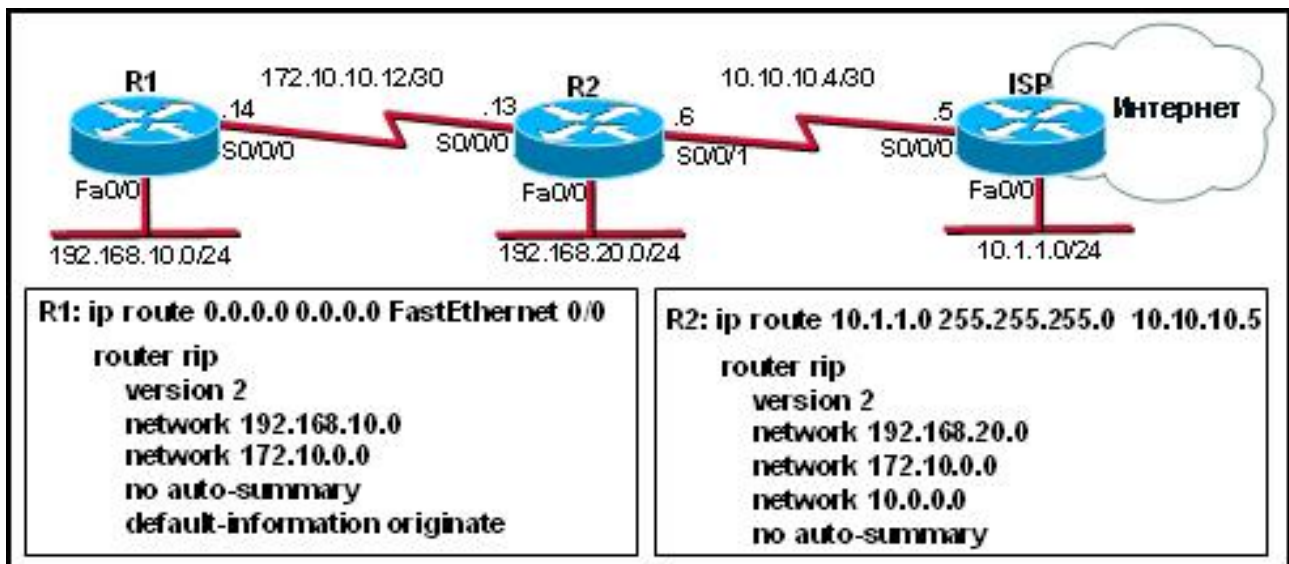 R1
172.10.10.12/30
R2
10.10.10.4/30
ISP
Интернет
.14
.13
.6
.5
S0/0/0
S0/0/0
S0/0/1
S0/0/0
Fa0/0
Fa0/0
Fa0/0
192.168.10.0/24
192.168.20.0/24
10.1.1.0/24
R1: ip route 0.0.0.0 0.0.0.0 FastEthernet 0/0
router rip
version 2
network 192.168.10.0
network 172.10.0.0
no auto-summary
default-information originate
R2: ip route 10.1.1.0 255.255.255.0 10.10.10.5
router rip
version 2
network 192.168.20.0
network 172.10.0.0
network 10.0.0.0
no auto-summary